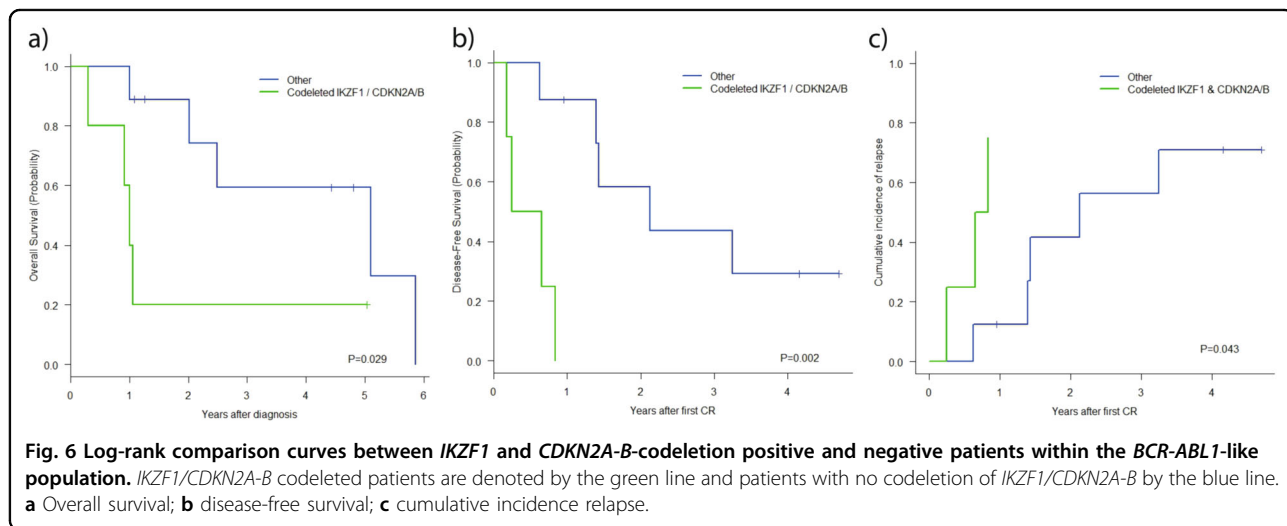 a)
1.0
0.8
0.6
0.4
0.2
0.0
Overall Survival (Probability)
Other
Codeleted IKZF1 / CDKN2A/B
P=0.029
0 1 2 3 4 5 6
Years after diagnosis
b)
1.0
0.8
0.6
0.4
0.2
0.0
Disease-Free Survival (Probability)
Other
Codeleted IKZF1 / CDKN2A/B
P=0.002
0 1 2 3 4
Years after first CR
c)
1.0
0.8
0.6
0.4
0.2
0.0
Cumulative incidence of relapse
Other
Codeleted IKZF1 & CDKN2A/B
P=0.043
0 1 2 3 4
Years after first CR
Fig. 6 Log-rank comparison curves between IKZF1 and CDKN2A-B-codeletion positive and negative patients within the BCR-ABL1-like
population. IKZF1/CDKN2A-B codeleted patients are denoted by the green line and patients with no codeletion of IKZF1/CDKN2A-B by the blue line.
a Overall survival; b disease-free survival; c cumulative incidence relapse.